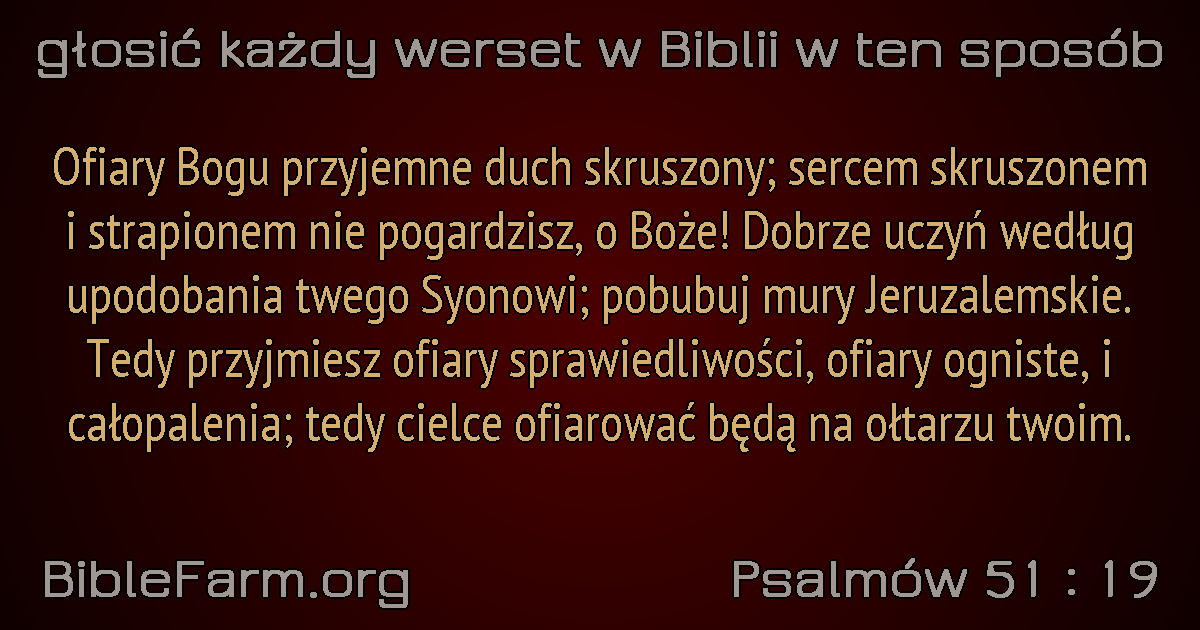 głosić każdy werset w Biblii w ten sposób
Ofiary Bogu przyjemne duch skruszony; sercem skruszonem
i strapionem nie pogardzisz, o Boże! Dobrze uczyń według
upodobania twego Syonowi; pobubuj mury Jeruzalemskie.
Tedy przyjmiesz ofiary sprawiedliwości, ofiary ogniste, i
całopalenia; tedy cielce ofiarować będą na ołtarzu twoim.
BibleFarm.org
Psalmów 51 : 19